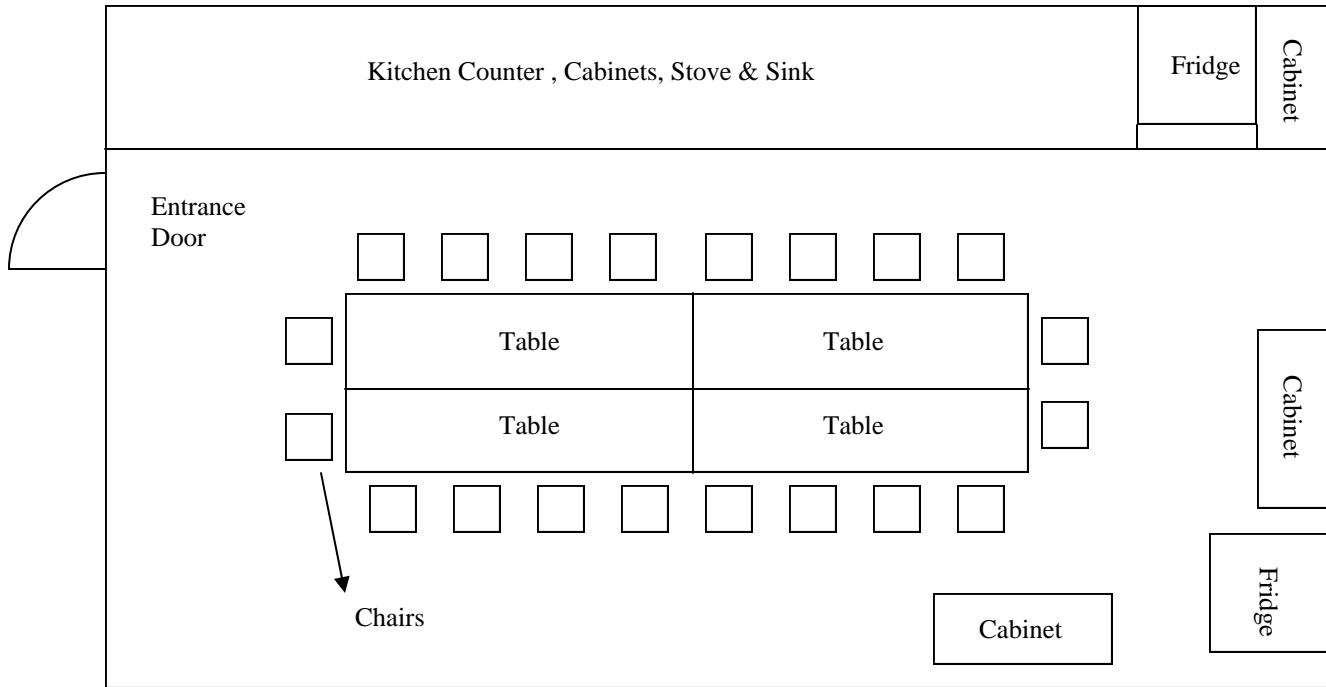 Kitchen Counter , Cabinets, Stove & Sink
Fridge
Cabinet
Entrance
Door
Table
Table
Table
Table
Cabinet
Fridge
Chairs
Cabinet